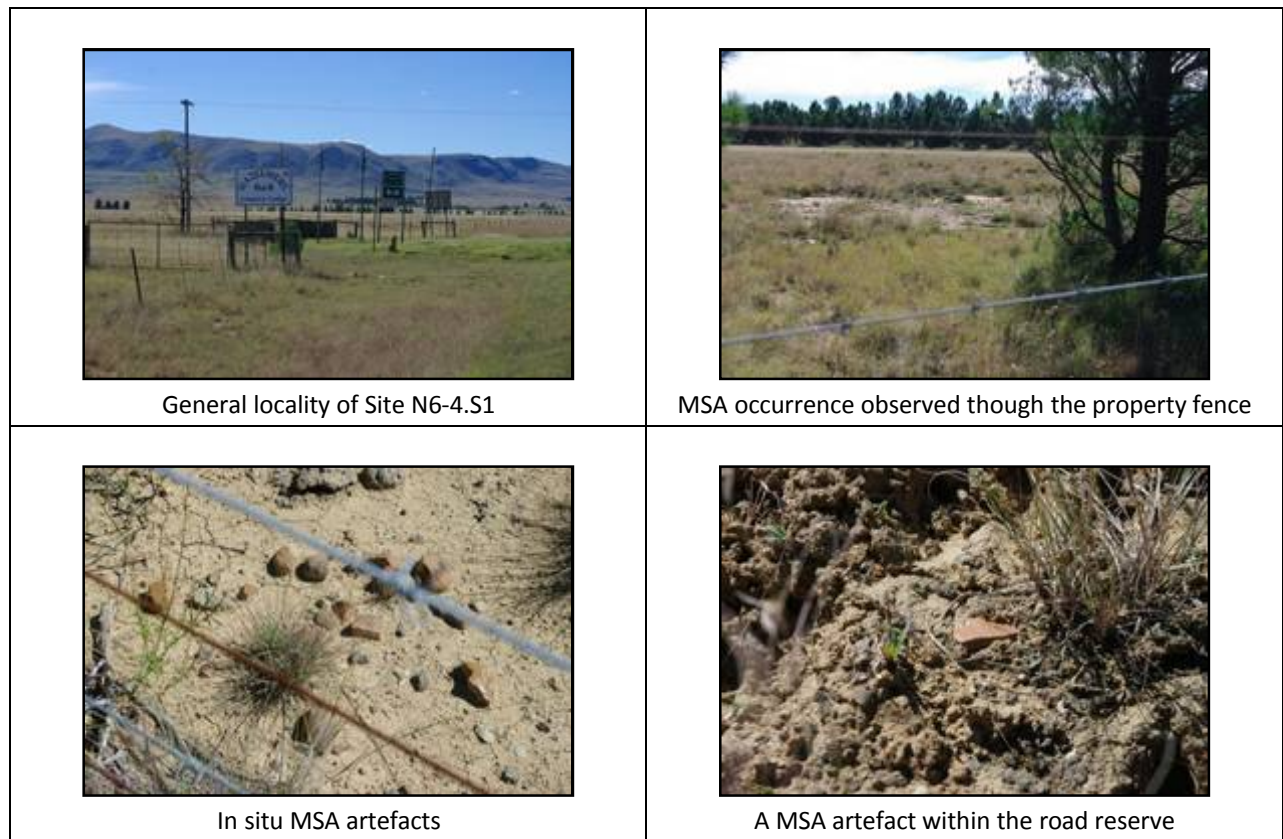 General locality of Site N6-4.S1
MSA occurrence observed though the property fence
In situ MSA artefacts
A MSA artefact within the road reserve